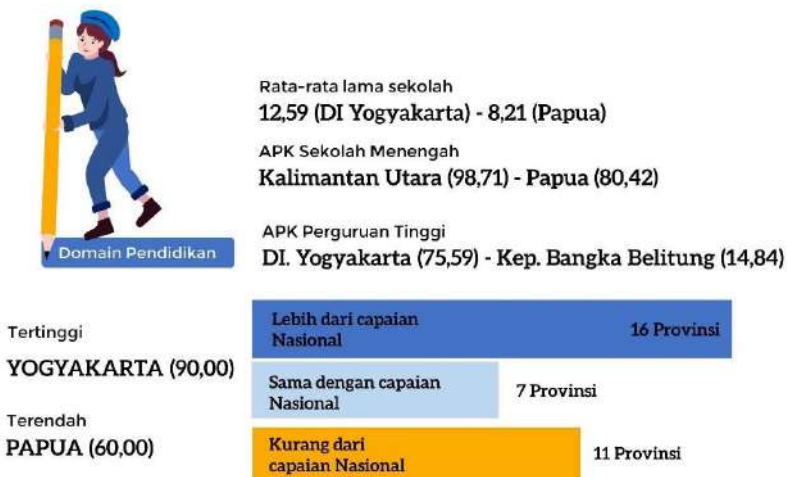 Rata-rata lama sekolah
12,59 (DI Yogyakarta) - 8,21 (Papua)
APK Sekolah Menengah
Kalimantan Utara (98,71) - Papua (80,42)
APK Perguruan Tinggi
DI. Yogyakarta (75,59) - Kep. Bangka Belitung (14,84)
Domain Pendidikan
Tertinggi
YOGYAKARTA (90,00)
Terendah
PAPUA (60,00)
Lebih dari capaian
Nasional
16 Provinsi
Sama dengan capaian
Nasional
7 Provinsi
Kurang dari
capaian Nasional
11 Provinsi